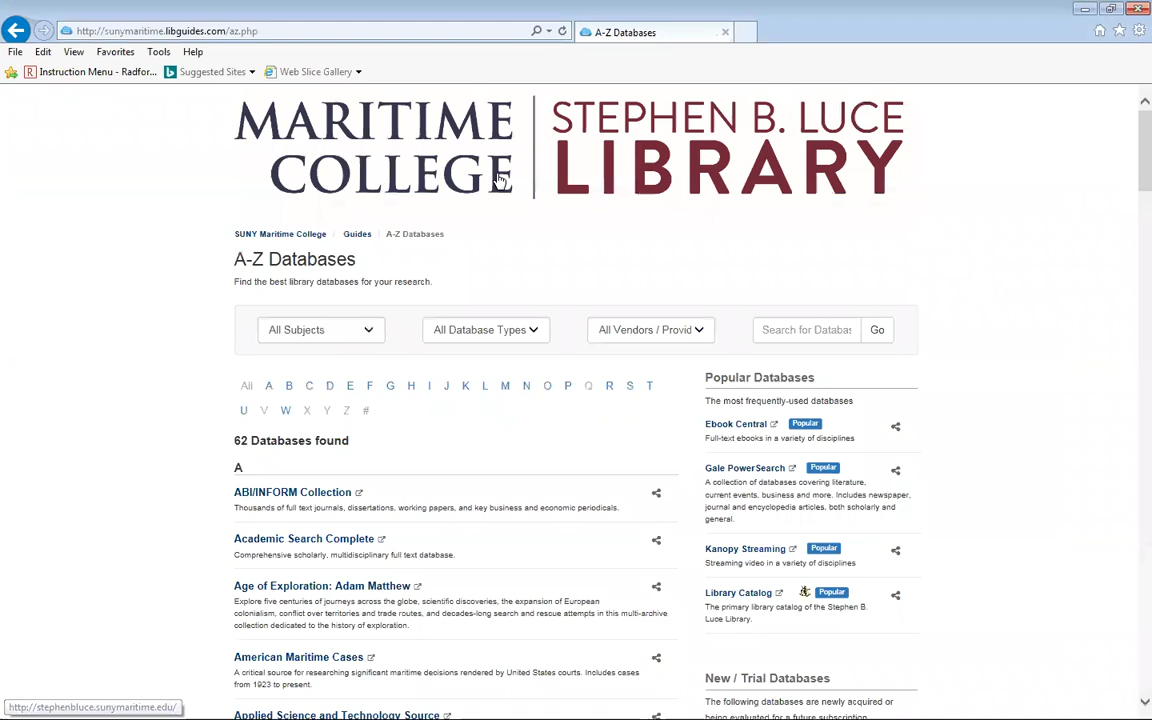 http://sunymaritime.libguides.com/az.php
A-Z Databases
File Edit View Favorites Tools Help
Instruction Menu - Radfor... Suggested Sites Web Slice Gallery
MARITIME COLLEGE
STEPHEN B. LUCE LIBRARY
SUNY Maritime College / Guides / A-Z Databases
A-Z Databases
Find the best library databases for your research.
All Subjects All Database Types All Vendors / Provid Search for Databas Go
All A B C D E F G H I J K L M N O P Q R S T
U V W X Y Z #
62 Databases found
A
ABI/INFORM Collection
Thousands of full text journals, dissertations, working papers, and key business and economic periodicals.
Academic Search Complete
Comprehensive scholarly, multidisciplinary full text database.
Age of Exploration: Adam Matthew
Explore five centuries of journeys across the globe, scientific discoveries, the expansion of European
colonialism, conflict over territories and trade routes, and decades-long search and rescue attempts in this multi-archive
collection dedicated to the history of exploration.
American Maritime Cases
A critical source for researching significant maritime decisions rendered by United States courts. Includes cases
from 1923 to present.
Applied Science and Technology Source
Popular Databases
The most frequently-used databases
Ebook Central Popular
Full-text ebooks in a variety of disciplines
Gale PowerSearch Popular
A collection of databases covering literature,
current events, business and more. Includes newspaper,
journal and encyclopedia articles, both scholarly and
general.
Kanopy Streaming Popular
Streaming video in a variety of disciplines
Library Catalog Popular
The primary library catalog of the Stephen B.
Luce Library.
New / Trial Databases
The following databases are newly acquired or
being evaluated for a future subscription.
http://stephenbluce.sunymaritime.edu/